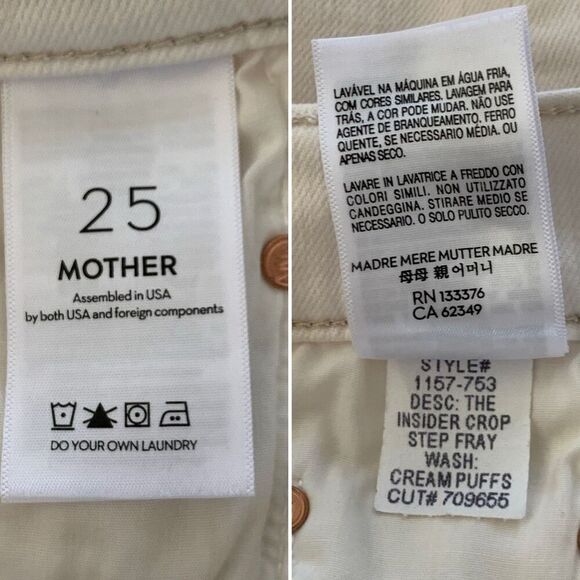 25
MOTHER
Assembled in USA
by both USA and foreign components
DO YOUR OWN LAUNDRY
LAVÁVEL NA MÁQUINA EM ÁGUA FRIA,
COM CORES SIMILARES. LAVAGEM PARA
TRÁS, A COR PODE MUDAR. NÃO USE
AGENTE DE BRANQUEAMENTO. FERRO
QUENTE, SE NECESSARIO MÉDIA. OU
APENAS SECO.
LAVARE IN LAVATRICE A FREDDO CON
COLORI SIMILI. NON UTILIZZATO
CANDEGGINA. STIRARE MEDIO SE
NECESSARIO. O SOLO PULITO SECCO.
MADRE MERE MUTTER MADRE
母母 親 어머니
RN 133376
CA 62349
STYLE#
1157-753
DESC: THE
INSIDER CROP
STEP FRAY
WASH:
CREAM PUFFS
CUT# 709655